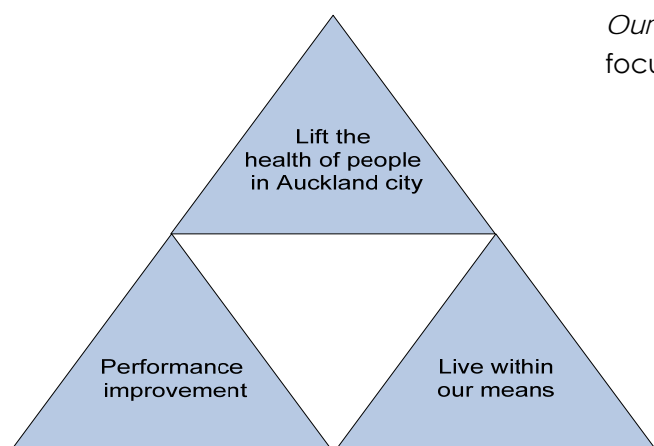 Our
focu
Lift the
health of people
in Auckland city
Performance
improvement
Live within
our means